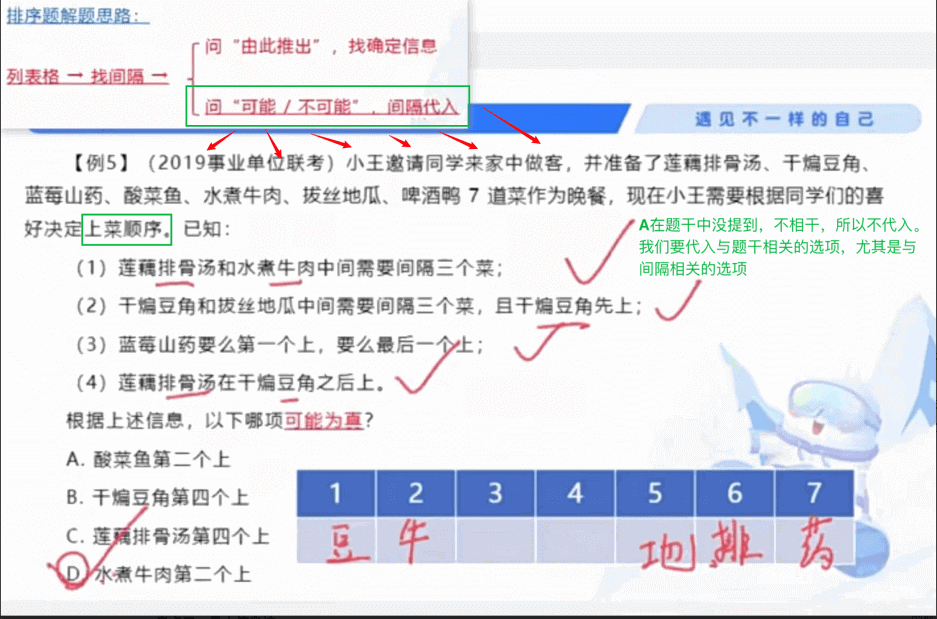 排序题解题思路：
问“由此推出”，找确定信息
列表格 → 找间隔 →
问“可能 / 不可能”，间隔代入
遇见不一样的自己
【例5】（2019事业单位联考）小王邀请同学来家中做客，并准备了莲藕排骨汤、干煸豆角、
蓝莓山药、酸菜鱼、水煮牛肉、拔丝地瓜、啤酒鸭 7 道菜作为晚餐，现在小王需要根据同学们的喜
好决定上菜顺序。已知：
A在题干中没提到，不相干，所以不代入。
我们要代入与题干相关的选项，尤其是与
间隔相关的选项
（1）莲藕排骨汤和水煮牛肉中间需要间隔三个菜；
（2）干煸豆角和拔丝地瓜中间需要间隔三个菜，且干煸豆角先上；
（3）蓝莓山药要么第一个上，要么最后一个上；
（4）莲藕排骨汤在干煸豆角之后上。
根据上述信息，以下哪项可能为真？
A. 酸菜鱼第二个上
B. 干煸豆角第四个上
C. 莲藕排骨汤第四个上
D. 水煮牛肉第二个上
1 2 3 4 5 6 7
豆 牛 地 排 药